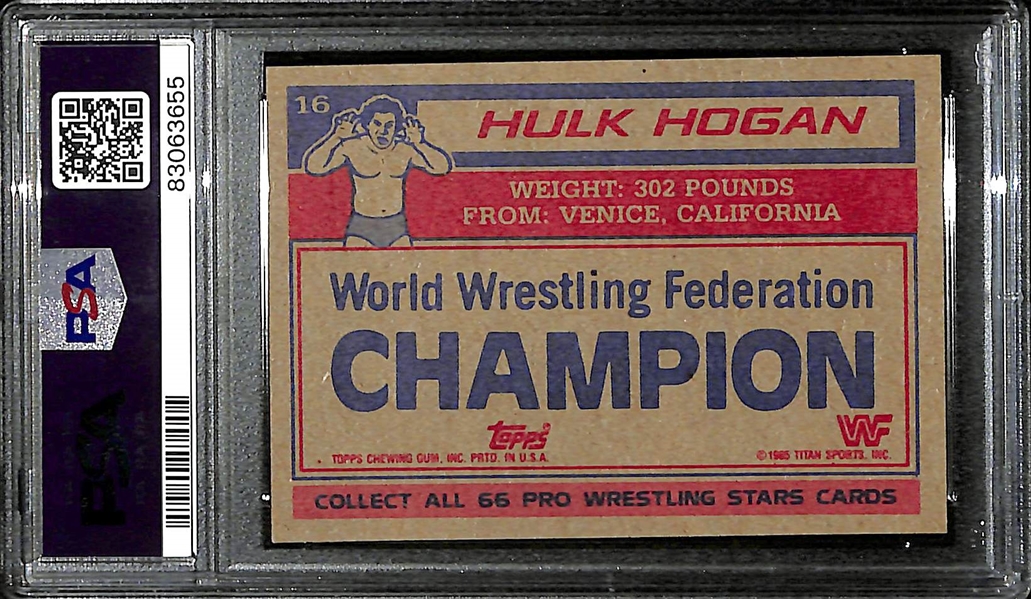 83063655
PSA
PSA
16
HULK HOGAN
WEIGHT: 302 POUNDS
FROM: VENICE, CALIFORNIA
World Wrestling Federation
CHAMPION
Topps®
WF
TOPPS CHEWING GUM, INC. PRTD. IN U.S.A.
© 1985 TITAN SPORTS, INC.
COLLECT ALL 66 PRO WRESTLING STARS CARDS